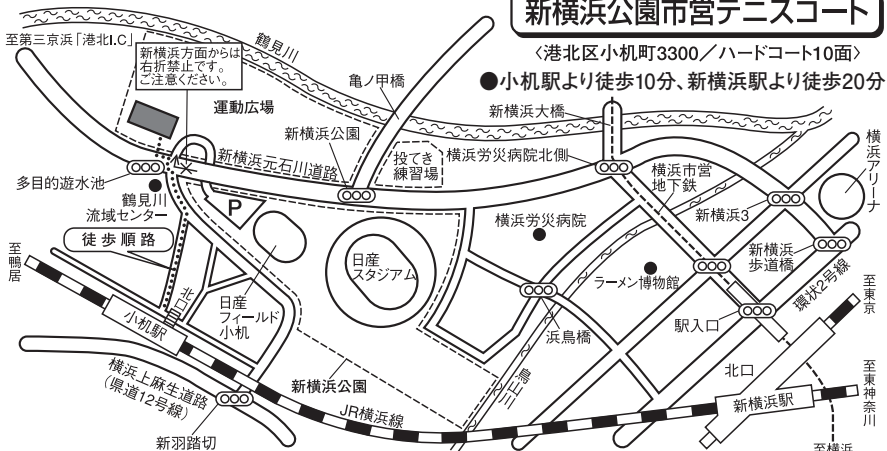 新横浜公園市営テニスコート
〈港北区小机町3300／ハードコート10面〉
●小机駅より徒歩10分、新横浜駅より徒歩20分
至第三京浜「港北I.C」
新横浜方面からは
右折禁止です。
ご注意ください。
鶴見川
運動広場
亀ノ甲橋
新横浜公園
新横浜元石川道路
投てき
練習場
新横浜大橋
横浜労災病院北側
横浜市営
地下鉄
横浜アリーナ
多目的遊水池
鶴見川
流域センター
P
徒歩順路
横浜労災病院
新横浜3
新横浜
歩道橋
環状2号線
至鴨居
日産
スタジアム
ラーメン博物館
至東京
北口
小机駅
日産
フィールド
小机
浜鳥橋
駅入口
鳥山川
北口
横浜上麻生道路
(県道12号線)
新横浜公園
JR横浜線
新横浜駅
至東神奈川
新羽踏切
至横浜